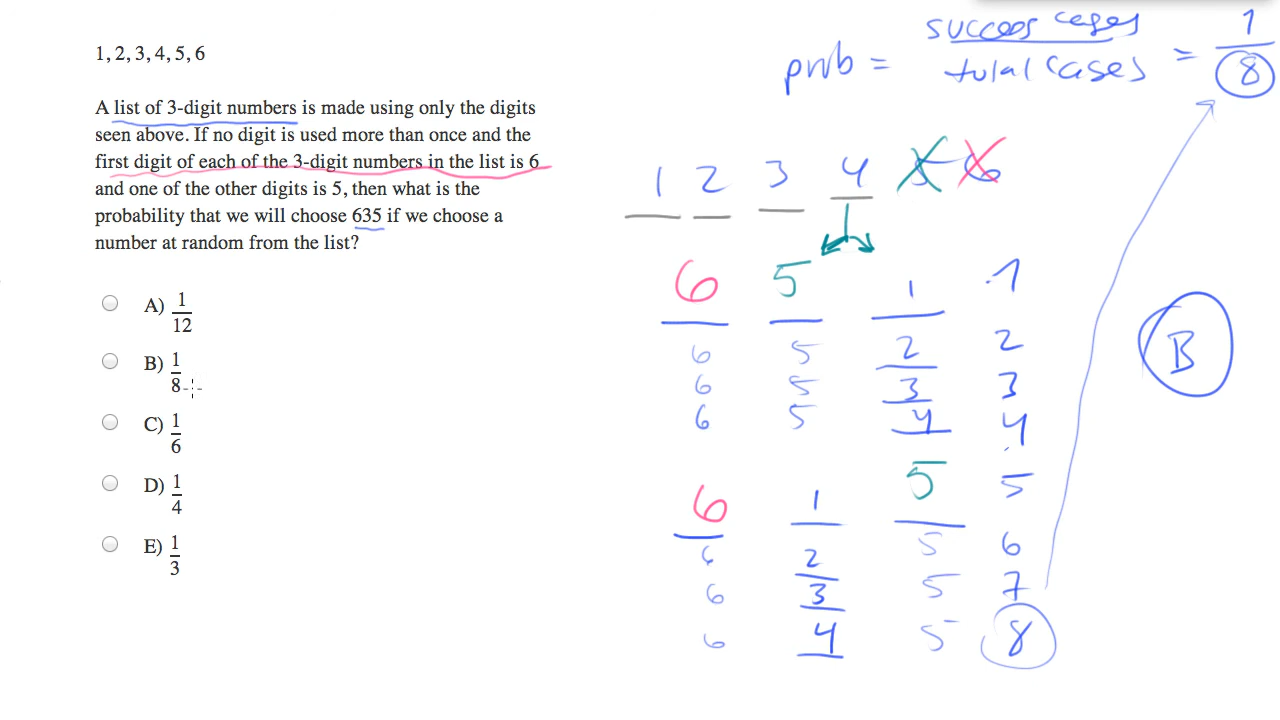 1, 2, 3, 4, 5, 6
A list of 3-digit numbers is made using only the digits
seen above. If no digit is used more than once and the
first digit of each of the 3-digit numbers in the list is 6
and one of the other digits is 5, then what is the
probability that we will choose 635 if we choose a
number at random from the list?
A) 1/12
B) 1/8
C) 1/6
D) 1/4
E) 1/3
prob = success cases / total cases = 1/8
1 2 3 4 5 6
6 5 1 1
6 5 2 2
6 5 3 3
6 5 4 4
6 1 5 5
6 2 5 6
6 3 5 7
6 4 5 8
B